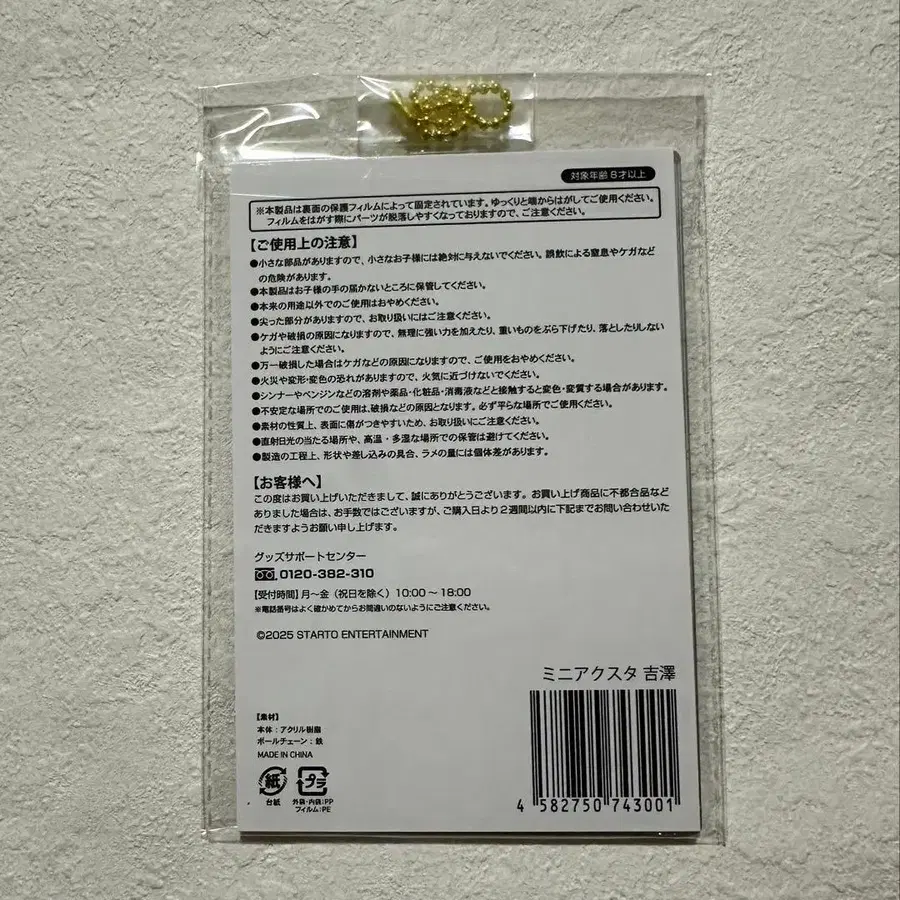 対象年齢 8才以上
※本製品は裏面の保護フィルムによって固定されています。ゆっくりと端からはがしてご使用ください。
フィルムをはがす際にパーツが脱落しやすくなっておりますので、ご注意ください。
【ご使用上の注意】
●小さな部品がありますので、小さなお子様には絶対に与えないでください。誤飲による窒息やケガなど
の危険があります。
●本製品はお子様の手の届かないところに保管してください。
●本来の用途以外でのご使用はおやめください。
●尖った部分がありますので、お取り扱いにはご注意ください。
●ケガや破損の原因になりますので、無理に強い力を加えたり、重いものをぶら下げたり、落としたりしない
ようにご注意ください。
●万一破損した場合はケガなどの原因になりますので、ご使用をおやめください。
●火災や変形・変色の恐れがありますので、火気に近づけないでください。
●シンナーやベンジンなどの溶剤や薬品・化粧品・消毒液などと接触すると変色・変質する場合があります。
●不安定な場所でのご使用は、破損などの原因となります。必ず平らな場所でご使用ください。
●素材の性質上、表面に傷がつきやすいため、お取り扱いにご注意ください。
●直射日光の当たる場所や、高温・多湿な場所での保管は避けてください。
●製造の工程上、形状や差し込みの具合、ラメの量には個体差があります。
【お客様へ】
この度はお買い上げいただきまして、誠にありがとうございます。お買い上げ商品に不都合品など
ありました場合は、お手数ではございますが、ご購入日より2週間以内に下記までお問い合わせいた
だきますようお願い申し上げます。
グッズサポートセンター
0120-382-310
【受付時間】月～金（祝日を除く）10:00～18:00
※電話番号はよく確かめてからお間違いのないようにご注意ください。
©2025 STARTO ENTERTAINMENT
ミニアクスタ 吉澤
【素材】
本体：アクリル樹脂
ボールチェーン：鉄
MADE IN CHINA
紙
台紙
プラ
外袋・内袋:PP
フィルム:PE
4 582750 743001